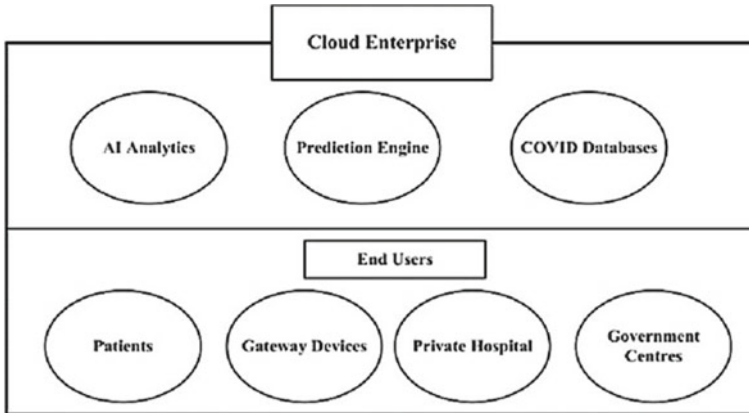 Cloud Enterprise
AI Analytics
Prediction Engine
COVID Databases
End Users
Patients
Gateway Devices
Private Hospital
Government
Centres